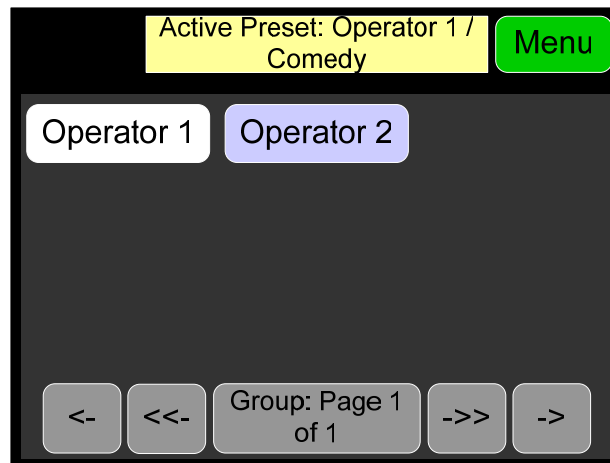 Active Preset: Operator 1 /
Comedy
Menu
Operator 1
Operator 2
<-
<<-
Group: Page 1
of 1
->>
->